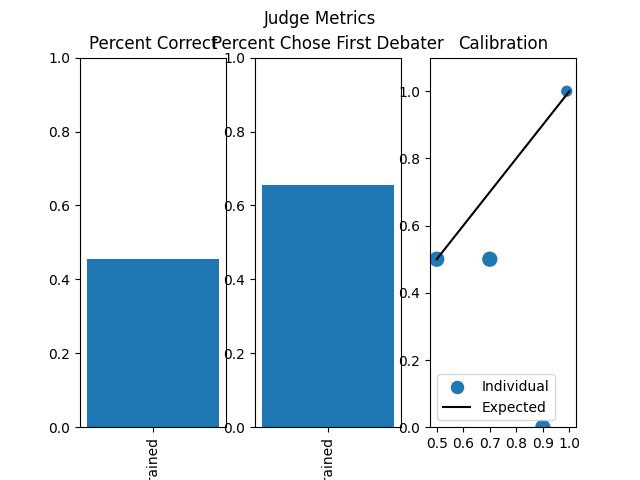 Judge Metrics
Percent Correct
Percent Chose First Debater
Calibration
1.0
0.8
0.6
0.4
0.2
0.0
rained
1.0
0.8
0.6
0.4
0.2
0.0
rained
1.0
0.8
0.6
0.4
0.2
0.0
Individual
Expected
0.5 0.6 0.7 0.8 0.9 1.0